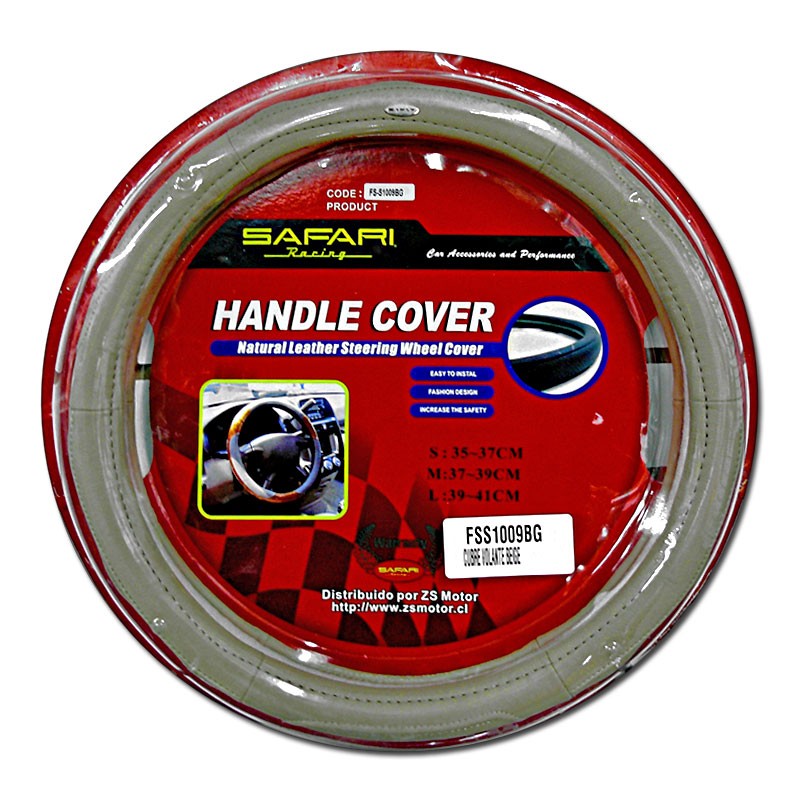 CODE : FS-S1009BG
PRODUCT
SAFARI
Racing
Car Accessories and Performance
HANDLE COVER
Natural Leather Steering Wheel Cover
EASY TO INSTAL
FASHION DESIGN
INCREASE THE SAFETY
S : 35~37CM
M:37~39CM
L :39~41CM
FSS1009BG
CUBRE VOLANTE BEIGE
Warranty
SAFARI
Racing
Distribuido por ZS Motor
http://www.zsmotor.cl